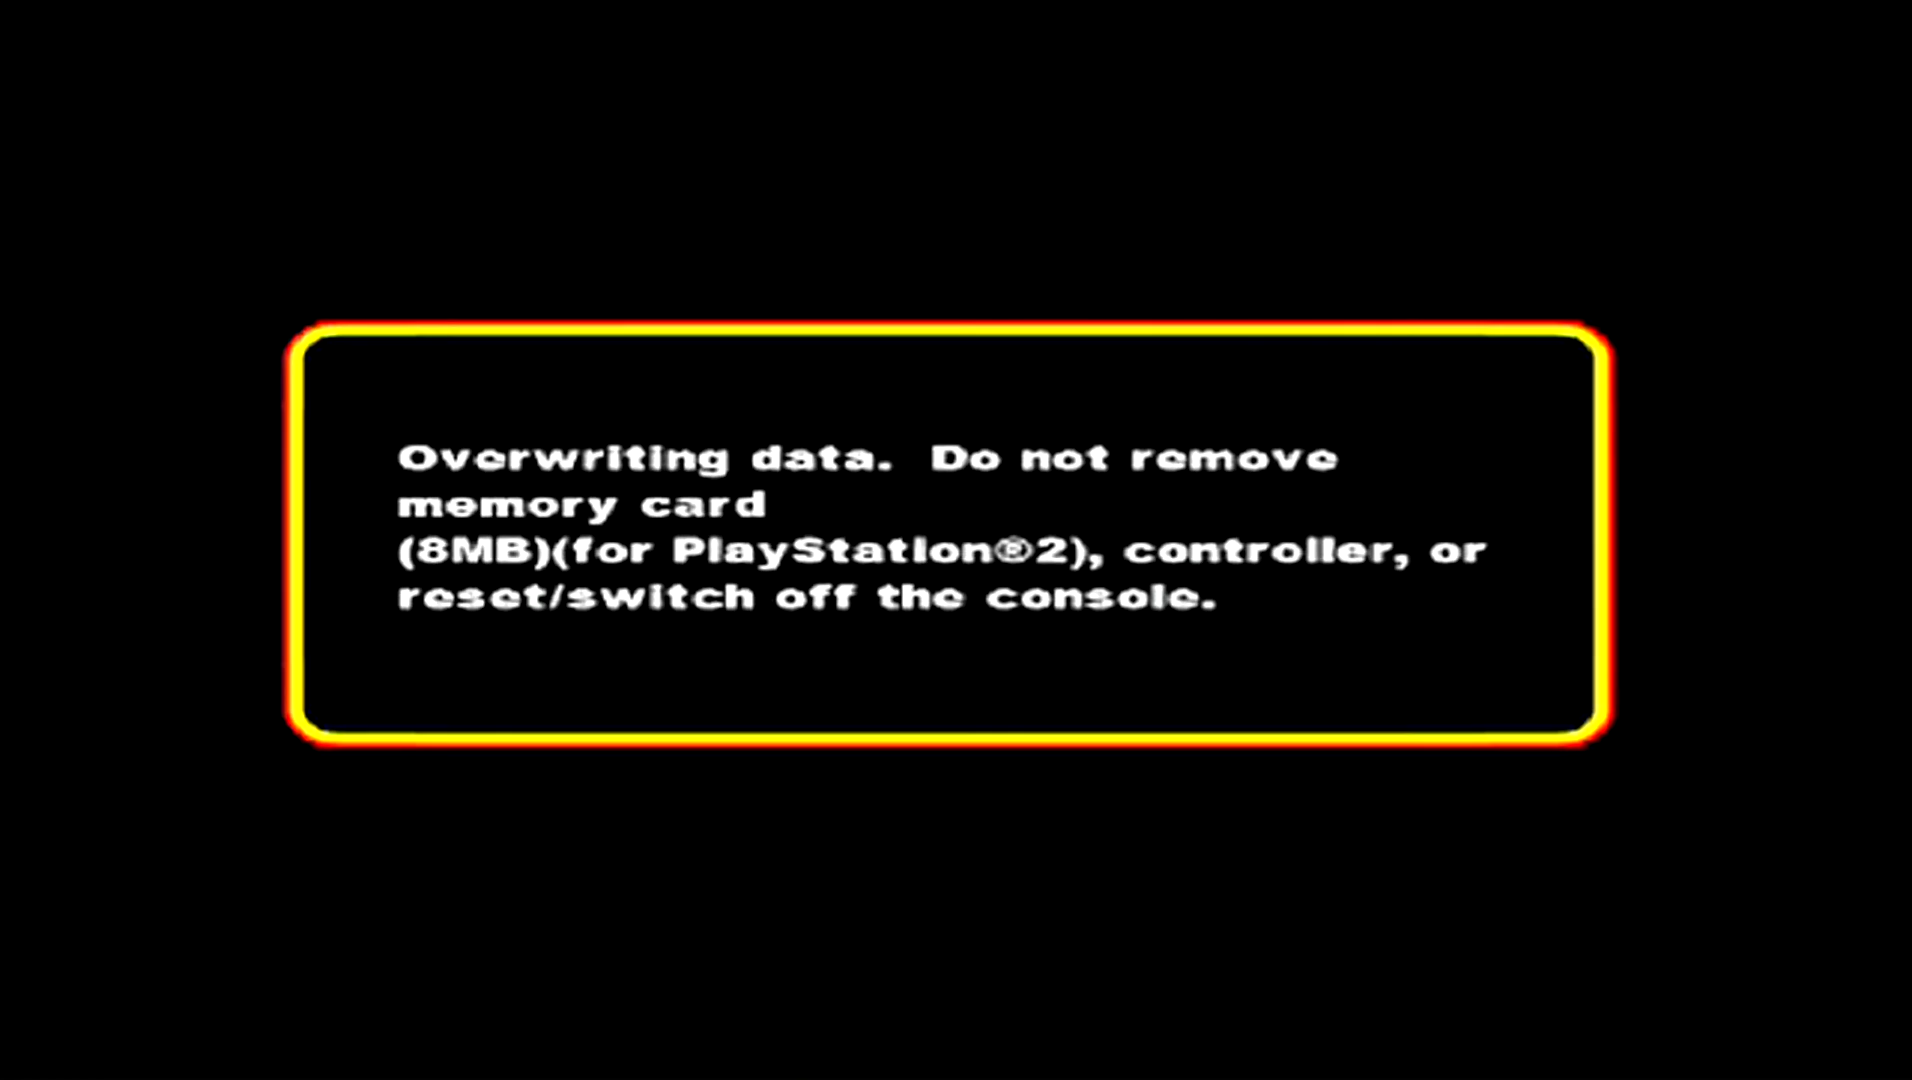 Overwriting data.  Do not remove
memory card
(8MB)(for PlayStation®2), controller, or
reset/switch off the console.